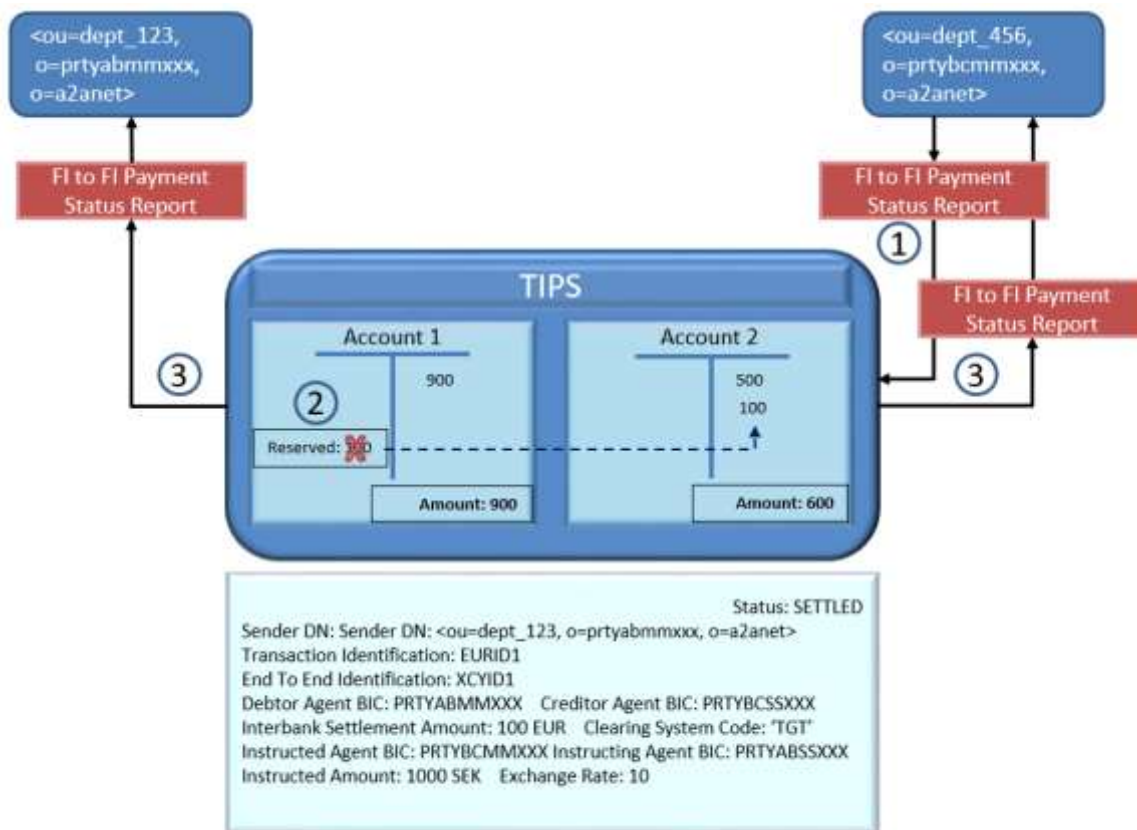 <ou=dept_123,
o=prtyabmmxxx,
o=a2anet>
<ou=dept_456,
o=prtybcmmxxx,
o=a2anet>
FI to FI Payment
Status Report
FI to FI Payment
Status Report
1
FI to FI Payment
Status Report
TIPS
Account 1
900
2
Reserved:
Amount: 900
Account 2
500
100
Amount: 600
3
3
Status: SETTLED
Sender DN: Sender DN: <ou=dept_123, o=prtyabmmxxx, o=a2anet>
Transaction Identification: EURID1
End To End Identification: XCYID1
Debtor Agent BIC: PRTYABMMXXX Creditor Agent BIC: PRTYBCSSXXX
Interbank Settlement Amount: 100 EUR Clearing System Code: ‘TGT’
Instructed Agent BIC: PRTYBCMMXXX Instructing Agent BIC: PRTYABSSXXX
Instructed Amount: 1000 SEK Exchange Rate: 10